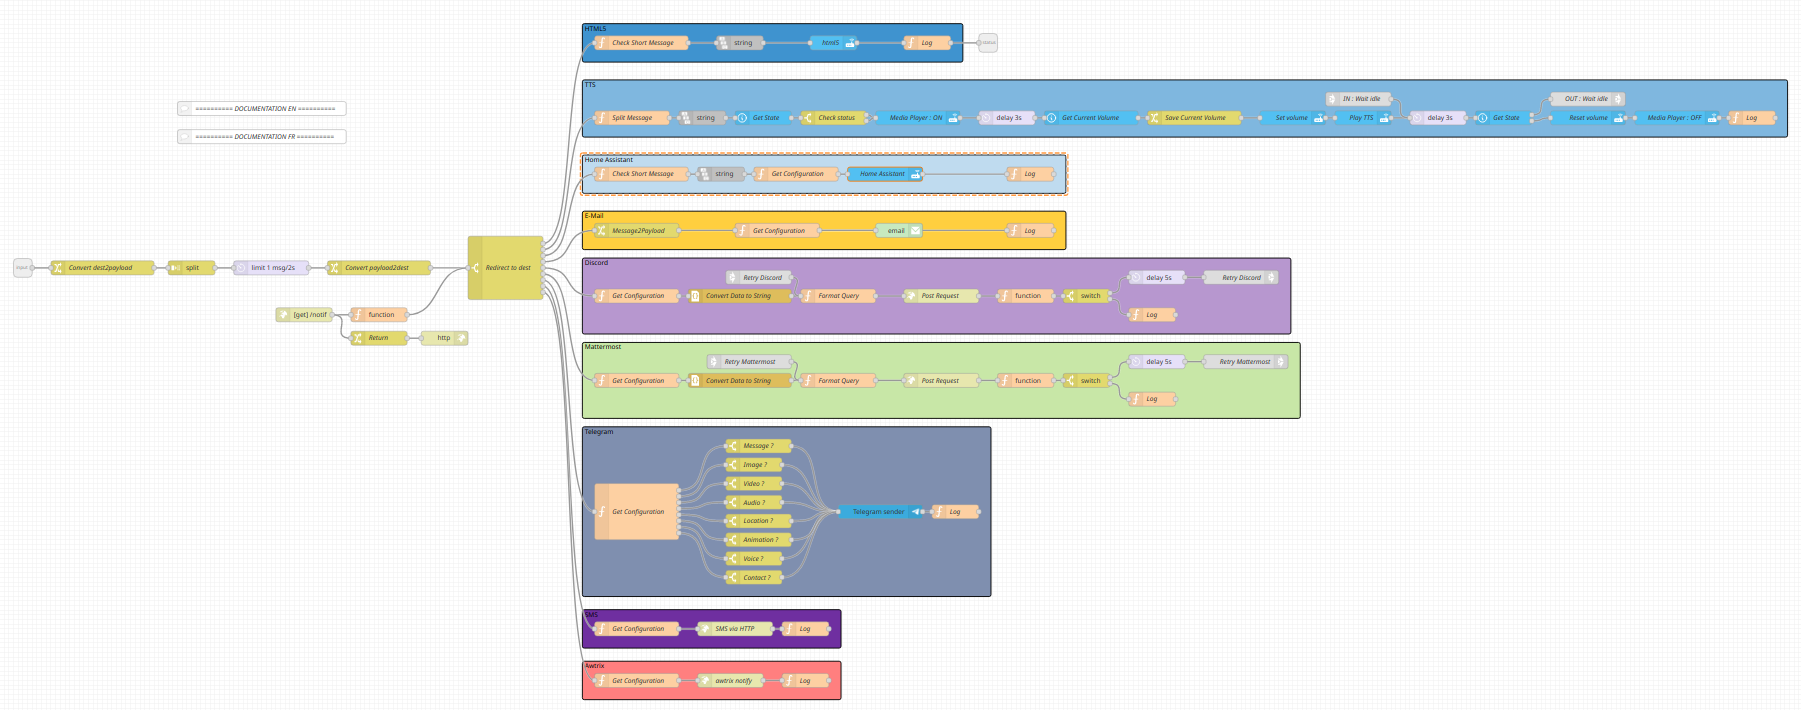 HTML5
Check Short Message
string
html5
Log
status
TTS
IN : Wait idle
OUT : Wait idle
Split Message
string
Get State
Check status
Media Player : ON
delay 3s
Get Current Volume
Save Current Volume
Set volume
Play TTS
delay 3s
Get State
Reset volume
Media Player : OFF
Log
========== DOCUMENTATION EN ==========
========== DOCUMENTATION FR ==========
Home Assistant
Check Short Message
string
Get Configuration
Home Assistant
Log
E-Mail
Message2Payload
Get Configuration
email
Log
input
Convert dest2payload
split
limit 1 msg/2s
Convert payload2dest
Redirect to dest
[get] /notif
function
Return
http
Discord
Retry Discord
delay 5s
Retry Discord
Get Configuration
Convert Data to String
Format Query
Post Request
function
switch
Log
Mattermost
Retry Mattermost
delay 5s
Retry Mattermost
Get Configuration
Convert Data to String
Format Query
Post Request
function
switch
Log
Telegram
Message ?
Image ?
Video ?
Audio ?
Get Configuration
Location ?
Animation ?
Voice ?
Contact ?
Telegram sender
Log
SMS
Get Configuration
SMS via HTTP
Log
Awtrix
Get Configuration
awtrix notify
Log